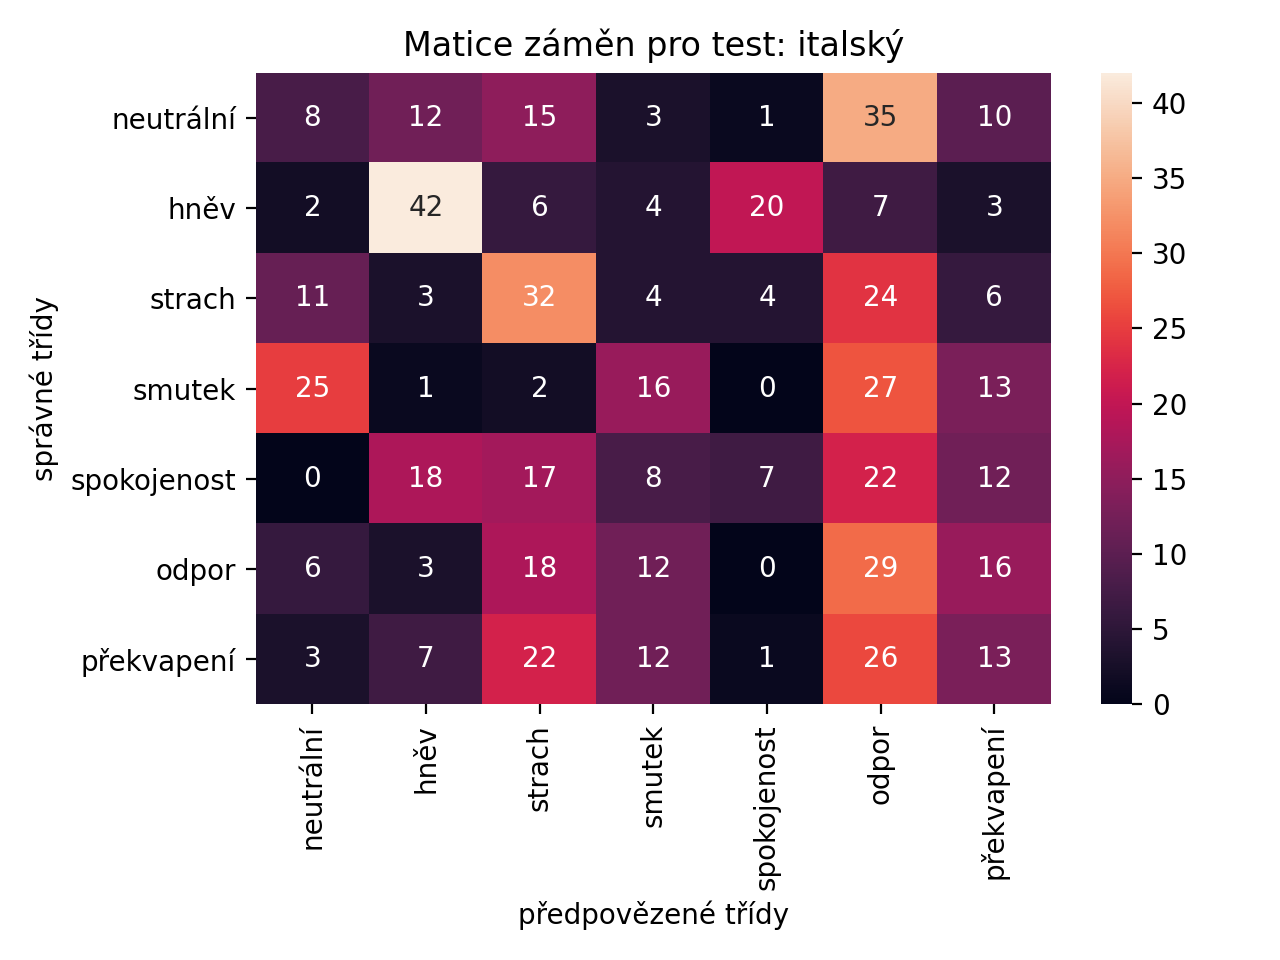 Matice záměn pro test: italský
neutrální 8 12 15 3 1 35 10
hněv 2 42 6 4 20 7 3
strach 11 3 32 4 4 24 6
smutek 25 1 2 16 0 27 13
spokojenost 0 18 17 8 7 22 12
odpor 6 3 18 12 0 29 16
překvapení 3 7 22 12 1 26 13
správné třídy
neutrální hněv strach smutek spokojenost odpor překvapení
předpovězené třídy
40
35
30
25
20
15
10
5
0